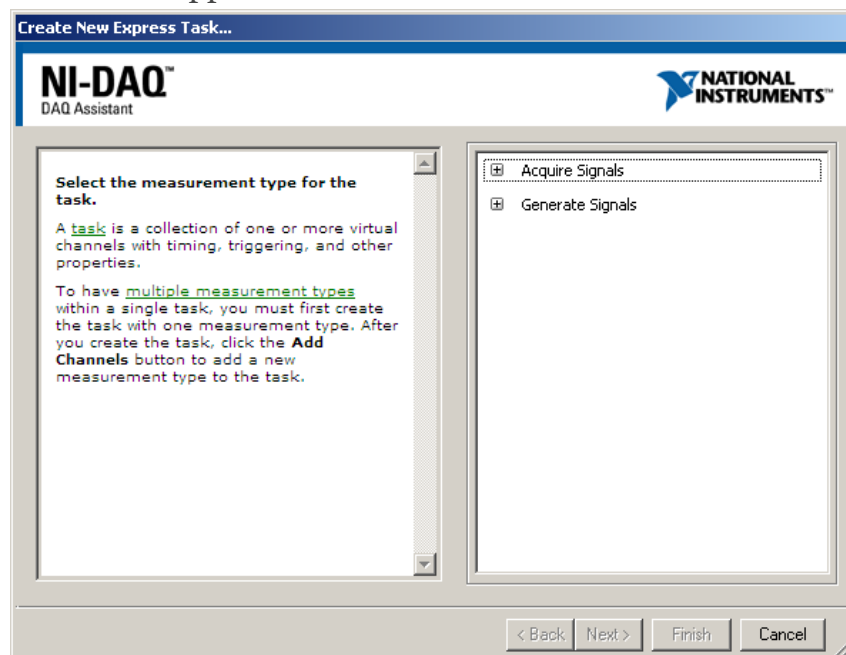 Create New Express Task...
NI-DAQ™
DAQ Assistant
NATIONAL
INSTRUMENTS™
Select the measurement type for the
task.
A task is a collection of one or more virtual
channels with timing, triggering, and other
properties.
To have multiple measurement types
within a single task, you must first create
the task with one measurement type. After
you create the task, click the Add
Channels button to add a new
measurement type to the task.
Acquire Signals
Generate Signals
< Back Next > Finish Cancel